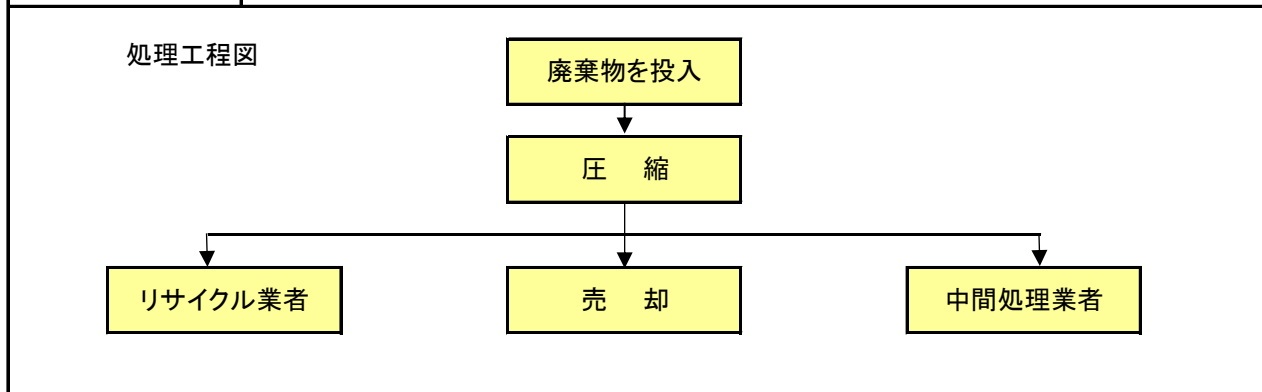 処理工程図
廃棄物を投入
圧 縮
リサイクル業者
売 却
中間処理業者